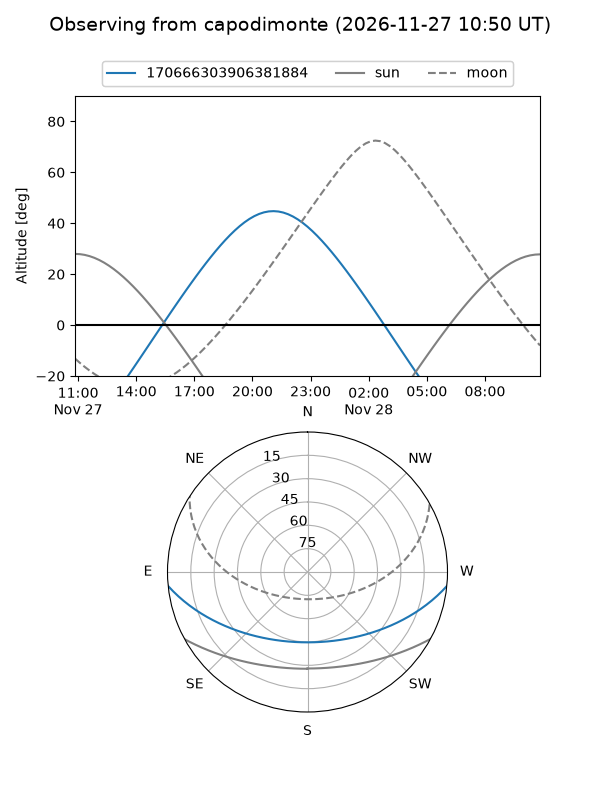 Observing from capodimonte (2026-11-27 10:50 UT)
170666303906381884 sun moon
Altitude [deg]
80
60
40
20
0
−20
11:00 14:00 17:00 20:00 23:00 02:00 05:00 08:00
Nov 27 Nov 28
N
NE NW
15
30
45
60
75
E W
SE SW
S